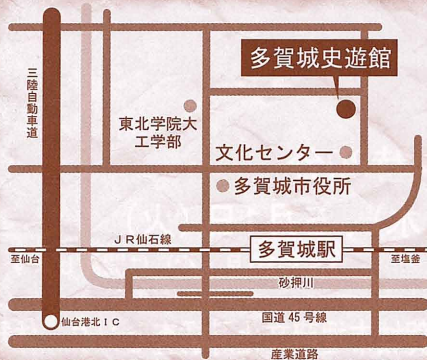 多賀城史遊館
三陸自動車道
東北学院大
工学部
文化センター
多賀城市役所
JR仙石線
多賀城駅
至仙台
至塩釜
砂押川
仙台港北IC
国道45号線
産業道路